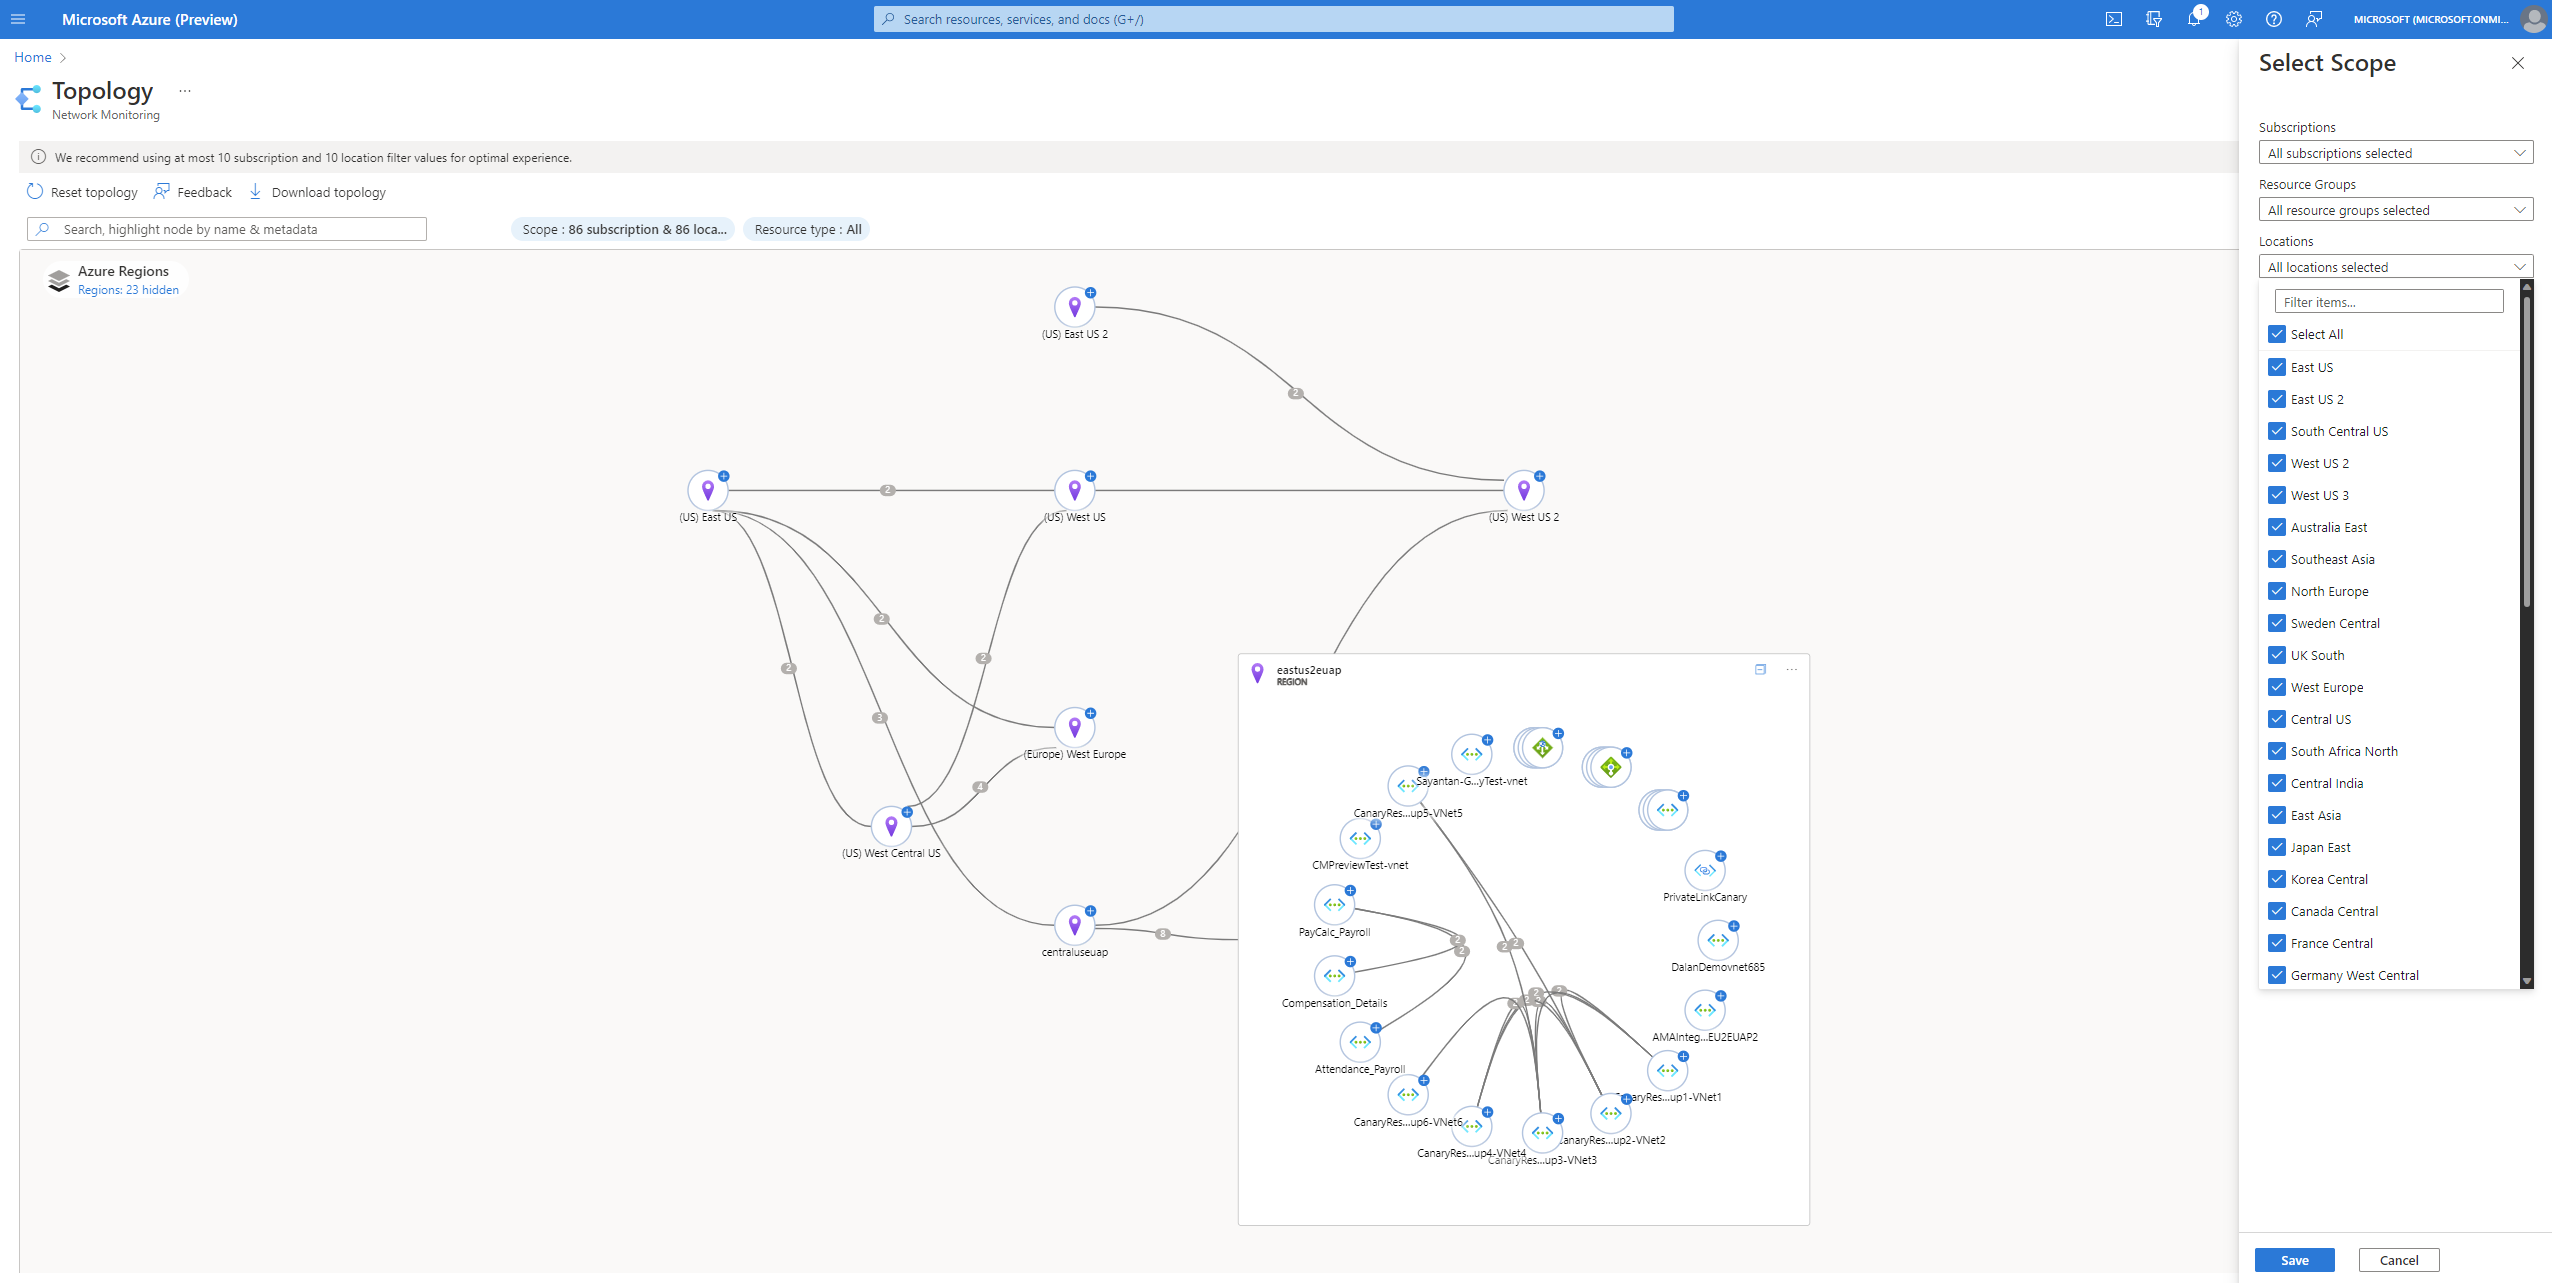 Microsoft Azure (Preview)
Search resources, services, and docs (G+/)
1
MICROSOFT (MICROSOFT.ONMI...
Home
Topology
...
Network Monitoring
We recommend using at most 10 subscription and 10 location filter values for optimal experience.
Reset topology
Feedback
Download topology
Search, highlight node by name & metadata
Scope : 86 subscription & 86 loca...
Resource type : All
Azure Regions
Regions: 23 hidden
(US) East US 2
2
(US) East US
2
(US) West US
(US) West US 2
2
2
2
3
(Europe) West Europe
4
(US) West Central US
centraluseuap
8
eastus2euap
REGION
...
Sayantan-G...yTest-vnet
CanaryRes...up5-VNet5
CMPreviewTest-vnet
PrivateLinkCanary
PayCalc_Payroll
2
2
2
2
DalanDemovnet685
Compensation_Details
2
2
AMAInteg...EU2EUAP2
Attendance_Payroll
CanaryRes...up6-VNet6
CanaryRes...up4-VNet4
CanaryRes...up3-VNet3
anaryRes...up2-VNet2
naryRes...up1-VNet1
Select Scope
Subscriptions
All subscriptions selected
Resource Groups
All resource groups selected
Locations
All locations selected
Filter items...
Select All
East US
East US 2
South Central US
West US 2
West US 3
Australia East
Southeast Asia
North Europe
Sweden Central
UK South
West Europe
Central US
South Africa North
Central India
East Asia
Japan East
Korea Central
Canada Central
France Central
Germany West Central
Save
Cancel